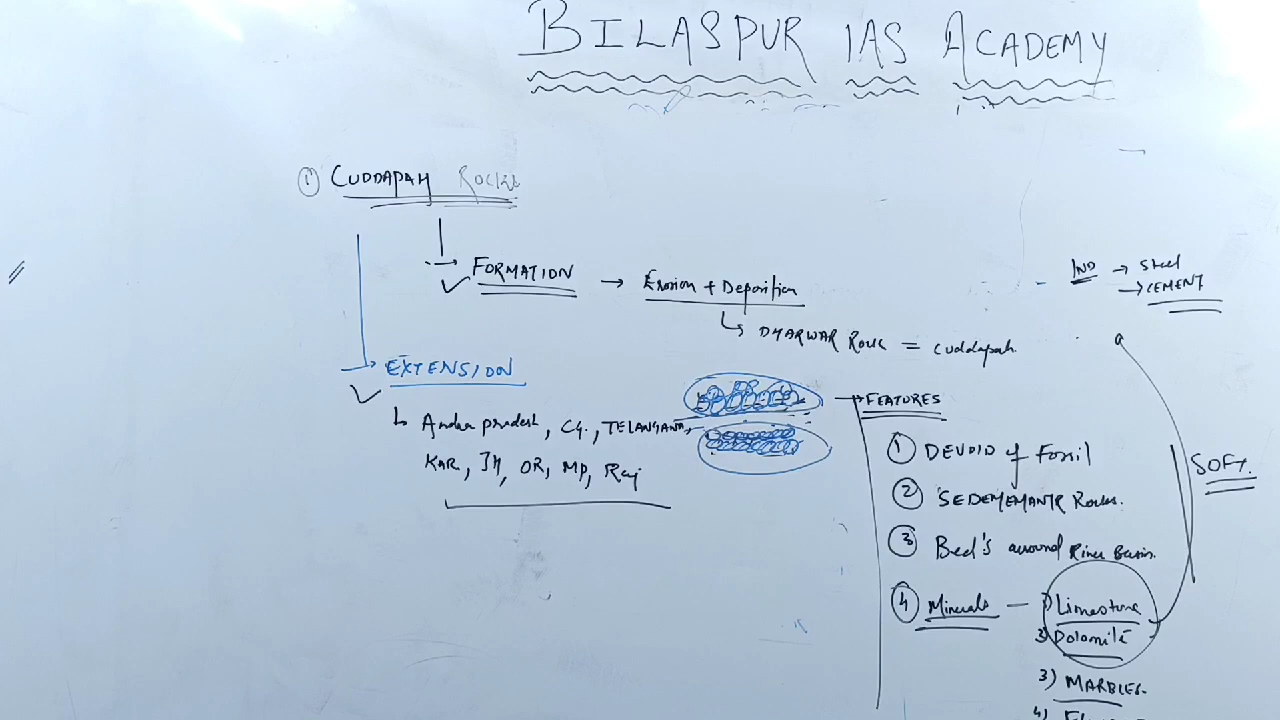 BILASPUR IAS ACADEMY
① CUDDAPAH ROCKS
FORMATION → Erosion + Deposition
DHARWAR ROCK = Cuddapah
IND → Steel
→ CEMENT
EXTENSION
Andra pradesh, CG., TELANGANA,
KAR., JH, OR, MP, Raj
FEATURES
① DEVOID of Fossil
② SEDEMEMANTR Rocks.
③ Bed's around River Basin.
④ Minerals — 1) Limestone
2) Dolomite
3) MARBLES.
4)
SOFT.